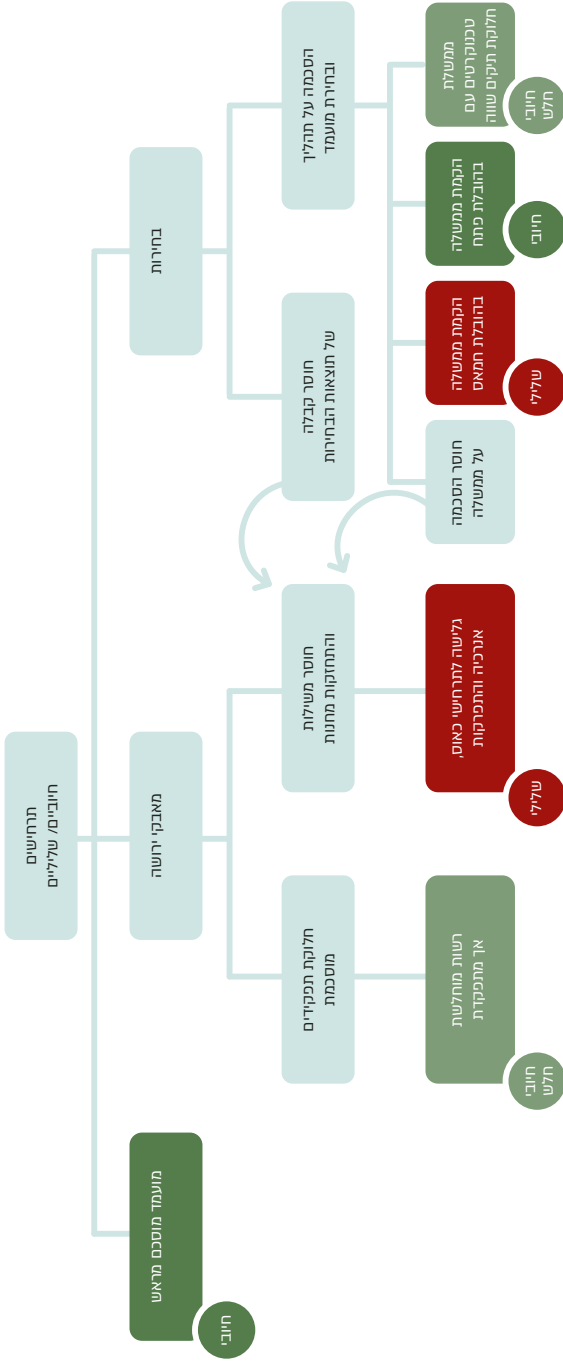 תרחישים
חיוביים/ שליליים
בחירות
מאבקי ירושה
מועמד מוסכם מראש
חיובי
הסכמה על תהליך
ובחירת מועמד
חוסר קבלה
של תוצאות הבחירות
חוסר משילות
והתחזקות מחנות
חלוקת תפקידים
מוסכמת
ממשלת
טכנוקרטים עם
חלוקת תיקים שווה
חיובי
חלש
הקמת ממשלה
בהובלת פתח
חיובי
הקמת ממשלה
בהובלת חמאס
שלילי
חוסר הסכמה
על ממשלה
גלישה לתרחישי כאוס,
אנרכיה והתפרקות
שלילי
רשות מוחלשת
אך מתפקדת
חיובי
חלש